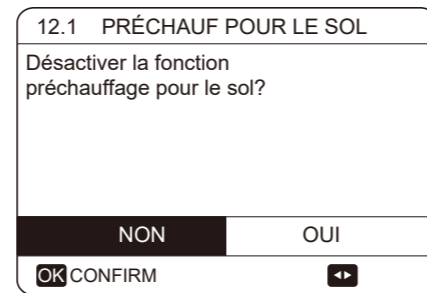 12.1 PRÉCHAUF POUR LE SOL
Désactiver la fonction
préchauffage pour le sol?
NON OUI
OK CONFIRM